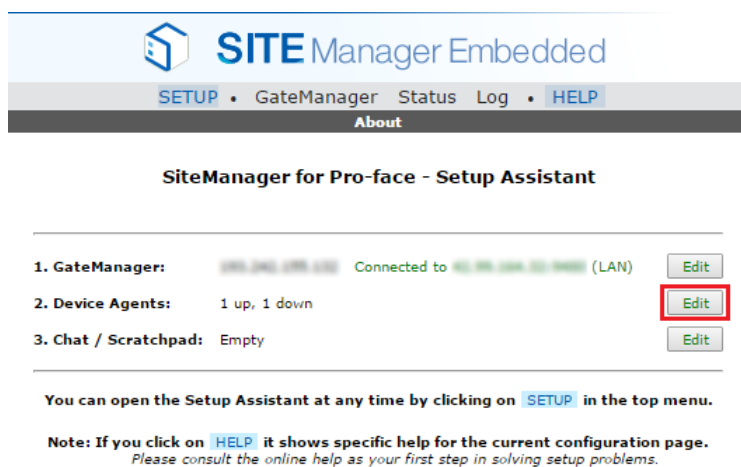 SITE Manager Embedded
SETUP • GateManager Status Log • HELP
About
SiteManager for Pro-face - Setup Assistant
1. GateManager: Connected to (LAN) Edit
2. Device Agents: 1 up, 1 down Edit
3. Chat / Scratchpad: Empty Edit
You can open the Setup Assistant at any time by clicking on SETUP in the top menu.
Note: If you click on HELP it shows specific help for the current configuration page.
Please consult the online help as your first step in solving setup problems.